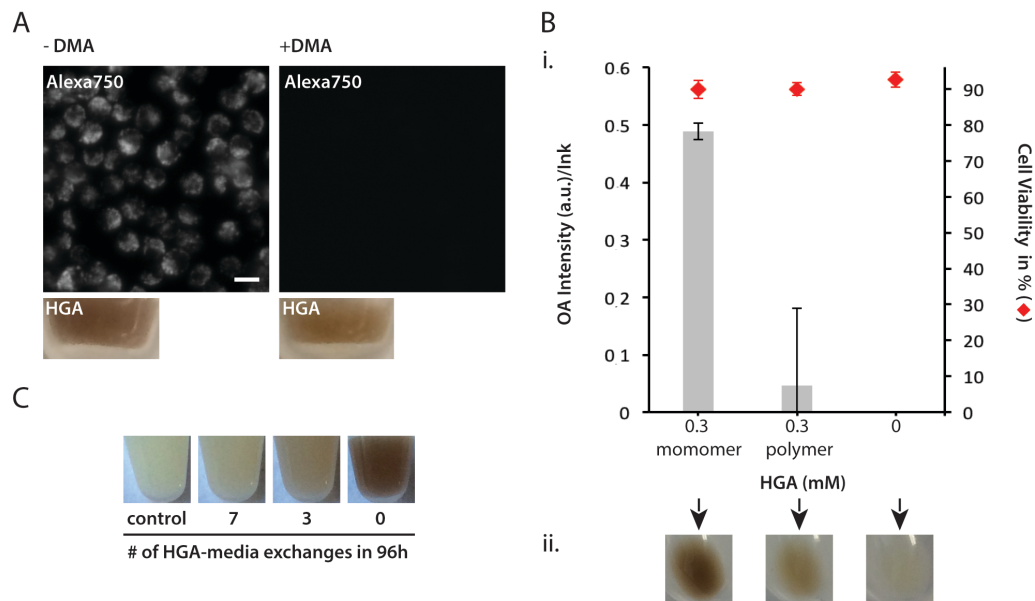 A
- DMA
+DMA
Alexa750
Alexa750
HGA
HGA
B
i.
0.6
0.5
0.4
0 3
0.2
0 1
0
OA Intensity (a.u.)/Ink
90
80
70
60
50
40
30
20
10
0
Cell Viability in % (◆)
0.3
momomer
0.3
polymer
0
HGA (mM)
ii.
C
control 7 3 0
# of HGA-media exchanges in 96h